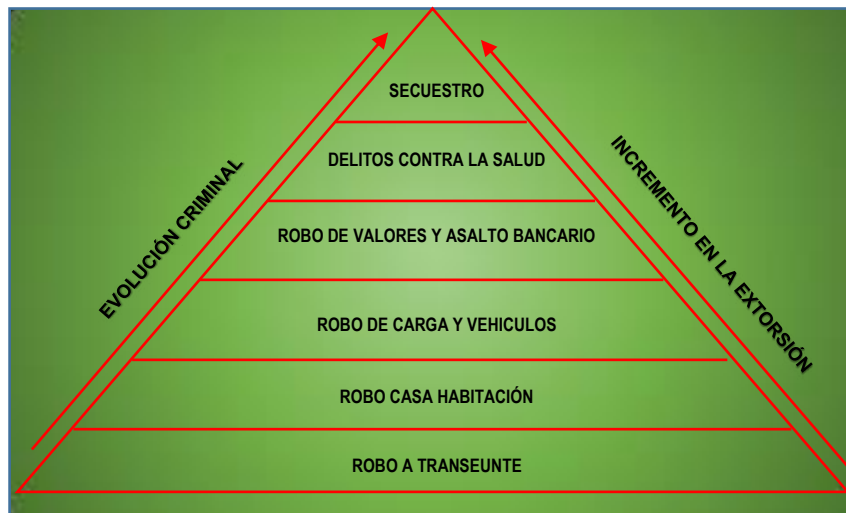 SECUESTRO
DELITOS CONTRA LA SALUD
ROBO DE VALORES Y ASALTO BANCARIO
ROBO DE CARGA Y VEHICULOS
ROBO CASA HABITACIÓN
ROBO A TRANSEUNTE
EVOLUCIÓN CRIMINAL
INCREMENTO EN LA EXTORSIÓN